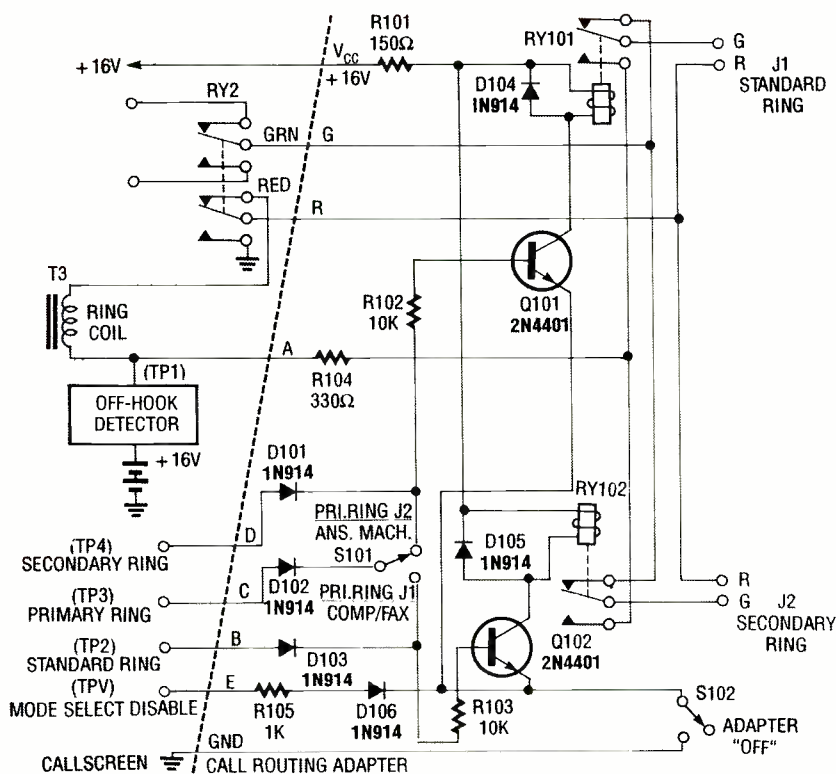 R101
150Ω
RY101
G
R
J1
STANDARD
RING
+16V
VCC
+16V
D104
1N914
RY2
GRN
G
RED
R
T3
RING
COIL
R102
10K
Q101
2N4401
A
R104
330Ω
(TP1)
OFF-HOOK
DETECTOR
+16V
D101
1N914
D
(TP4)
SECONDARY RING
PRI.RING J2
ANS. MACH.
S101
RY102
D105
1N914
C
(TP3)
PRIMARY RING
D102
1N914
PRI.RING J1
COMP/FAX
R
G
J2
SECONDARY
RING
Q102
2N4401
B
(TP2)
STANDARD RING
D103
1N914
(TPV)
MODE SELECT DISABLE
E
R105
1K
D106
1N914
R103
10K
S102
ADAPTER
"OFF"
GND
CALLSCREEN
CALL ROUTING ADAPTER